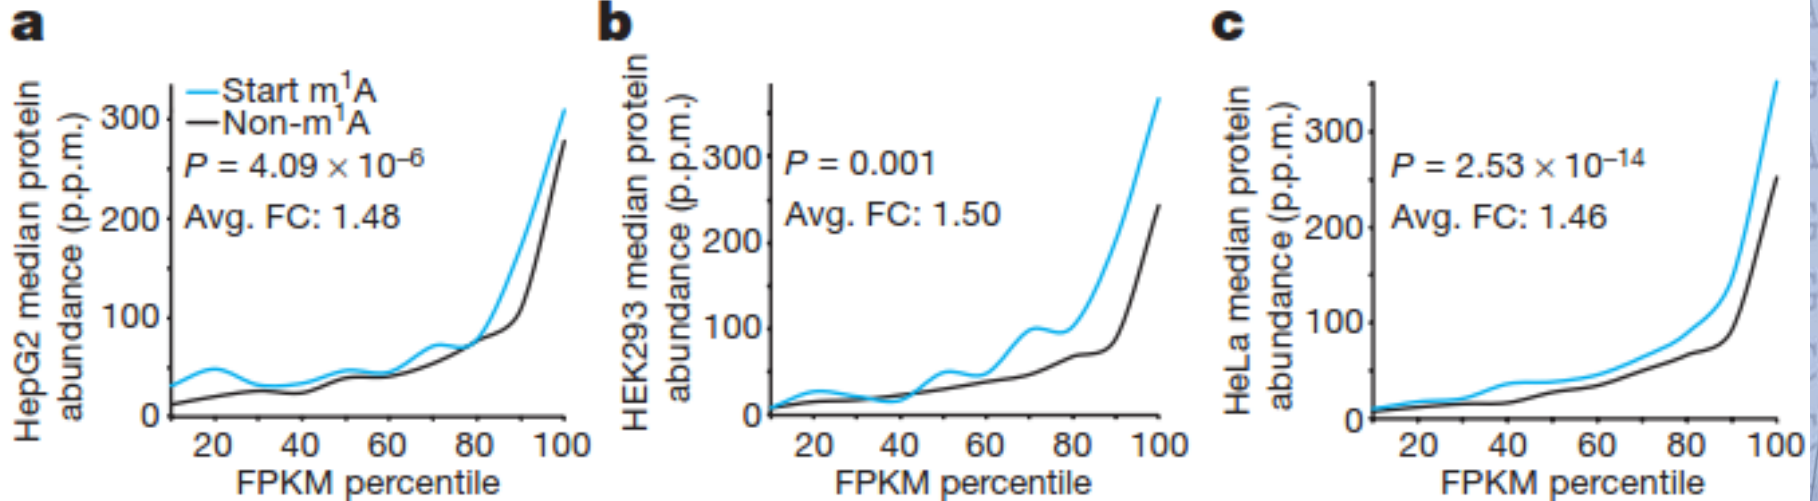 a
HepG2 median protein
abundance (p.p.m.)
300
200
100
0
Start m¹A
Non-m¹A
P = 4.09 × 10⁻⁶
Avg. FC: 1.48
20 40 60 80 100
FPKM percentile
b
HEK293 median protein
abundance (p.p.m.)
300
200
100
0
P = 0.001
Avg. FC: 1.50
20 40 60 80 100
FPKM percentile
c
HeLa median protein
abundance (p.p.m.)
300
200
100
0
P = 2.53 × 10⁻¹⁴
Avg. FC: 1.46
20 40 60 80 100
FPKM percentile